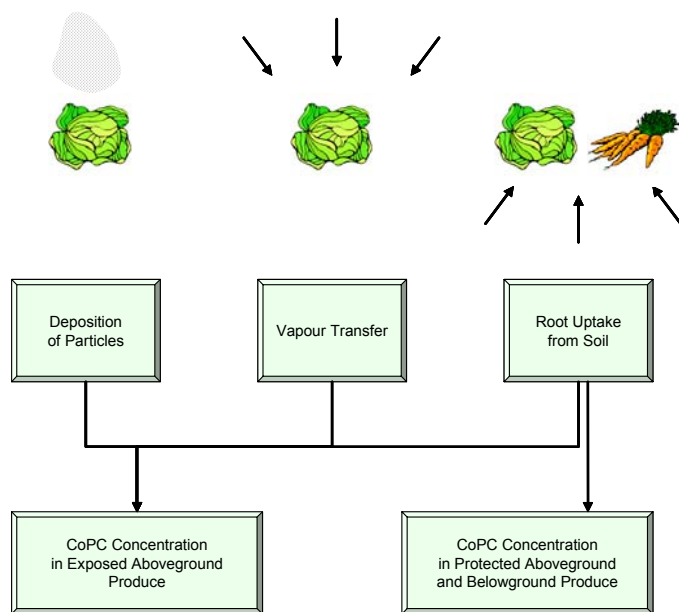 Deposition
of Particles
Vapour Transfer
Root Uptake
from Soil
CoPC Concentration
in Exposed Aboveground
Produce
CoPC Concentration
in Protected Aboveground
and Belowground Produce